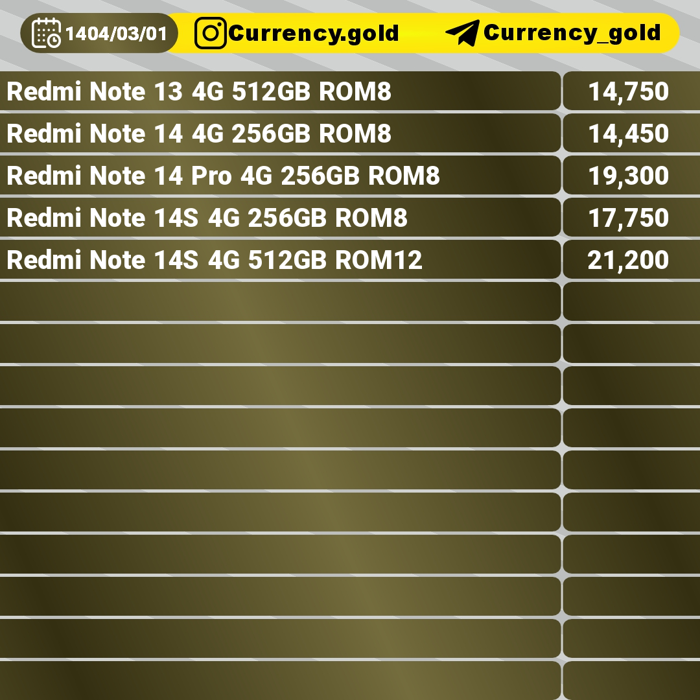 1404/03/01 Currency.gold Currency_gold
Redmi Note 13 4G 512GB ROM8 14,750
Redmi Note 14 4G 256GB ROM8 14,450
Redmi Note 14 Pro 4G 256GB ROM8 19,300
Redmi Note 14S 4G 256GB ROM8 17,750
Redmi Note 14S 4G 512GB ROM12 21,200